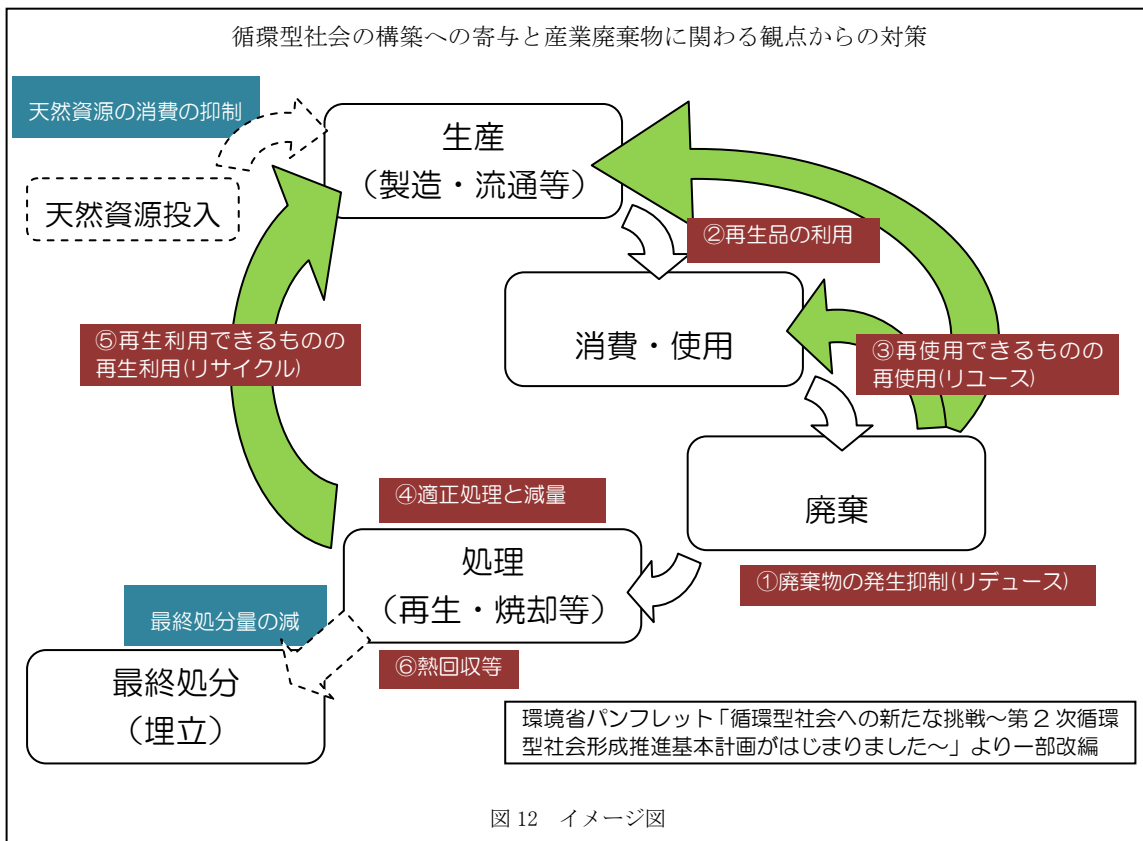 循環型社会の構築への寄与と産業廃棄物に関わる観点からの対策
天然資源の消費の抑制
生産
（製造・流通等）
天然資源投入
②再生品の利用
消費・使用
⑤再生利用できるものの
再生利用(リサイクル)
③再使用できるものの
再使用(リユース)
廃棄
④適正処理と減量
処理
（再生・焼却等）
①廃棄物の発生抑制(リデュース)
最終処分量の減
⑥熱回収等
最終処分
（埋立）
環境省パンフレット「循環型社会への新たな挑戦～第 2 次循環
型社会形成推進基本計画がはじまりました～」より一部改編
図 12　イメージ図